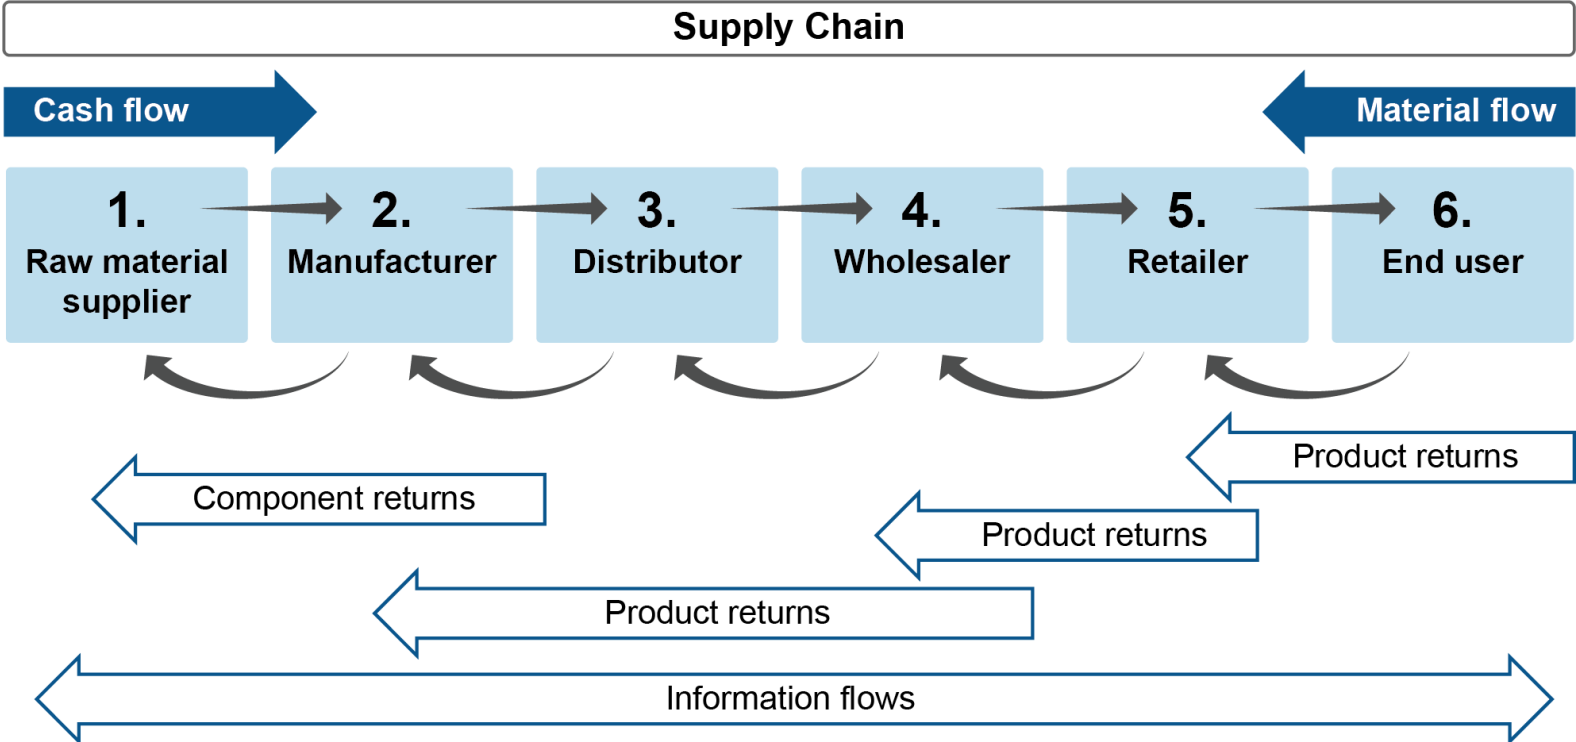 Supply Chain
Cash flow
Material flow
1.
2.
3.
4.
5.
6.
Raw material
supplier
Manufacturer
Distributor
Wholesaler
Retailer
End user
Product returns
Component returns
Product returns
Product returns
Information flows